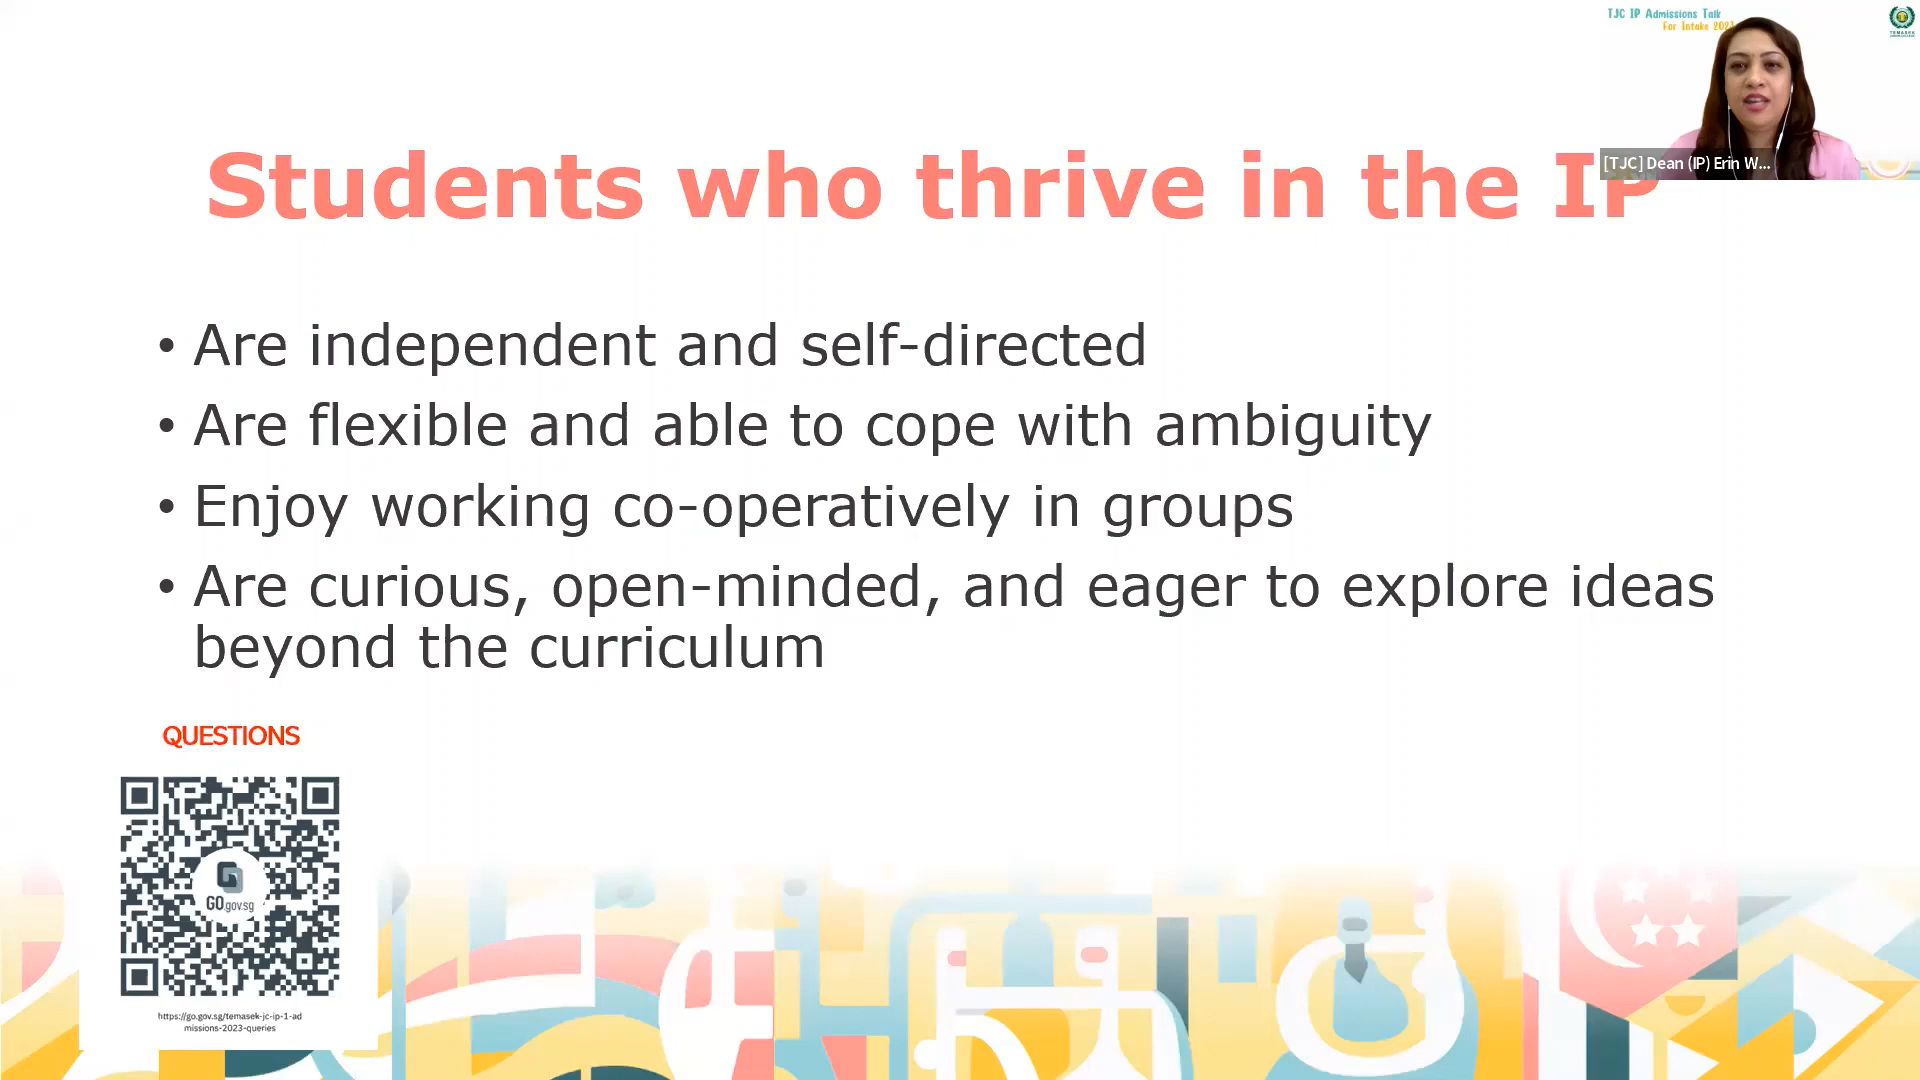 TJC IP Admissions Talk
For Intake 2023
TEMASEK
Students who thrive in the IP
[TJC] Dean (IP) Erin W...
• Are independent and self-directed
• Are flexible and able to cope with ambiguity
• Enjoy working co-operatively in groups
• Are curious, open-minded, and eager to explore ideas
beyond the curriculum
QUESTIONS
GO.gov.sg
https://go.gov.sg/temasek-jc-ip-1-ad
missions-2023-queries